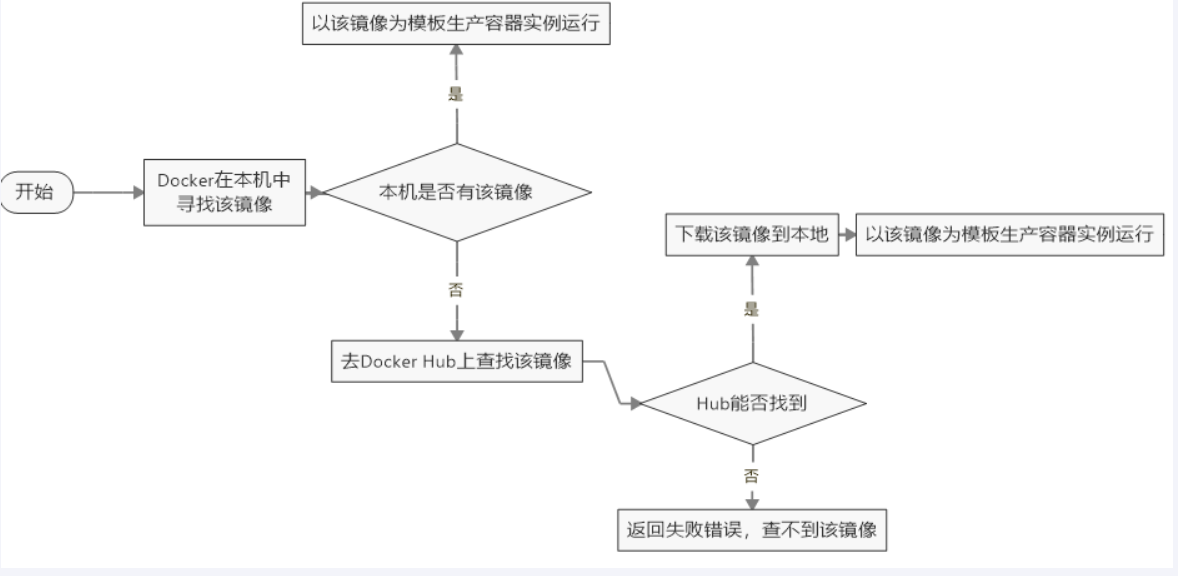 以该镜像为模板生产容器实例运行
是
开始
Docker在本机中
寻找该镜像
本机是否有该镜像
否
去Docker Hub上查找该镜像
下载该镜像到本地
以该镜像为模板生产容器实例运行
是
Hub能否找到
否
返回失败错误，查不到该镜像